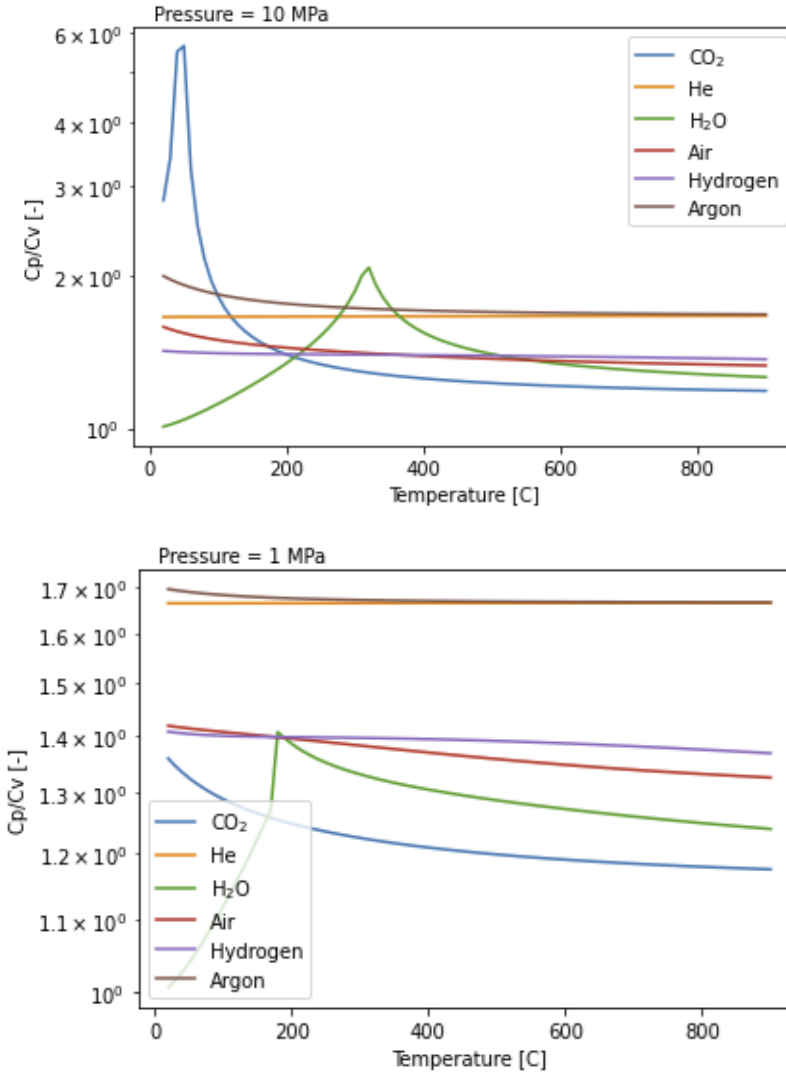 Pressure = 10 MPa
6 × 10⁰
4 × 10⁰
3 × 10⁰
2 × 10⁰
10⁰
Cp/Cv [-]
CO₂
He
H₂O
Air
Hydrogen
Argon
0 200 400 600 800
Temperature [C]
Pressure = 1 MPa
1.7 × 10⁰
1.6 × 10⁰
1.5 × 10⁰
1.4 × 10⁰
1.3 × 10⁰
1.2 × 10⁰
1.1 × 10⁰
10⁰
Cp/Cv [-]
CO₂
He
H₂O
Air
Hydrogen
Argon
0 200 400 600 800
Temperature [C]